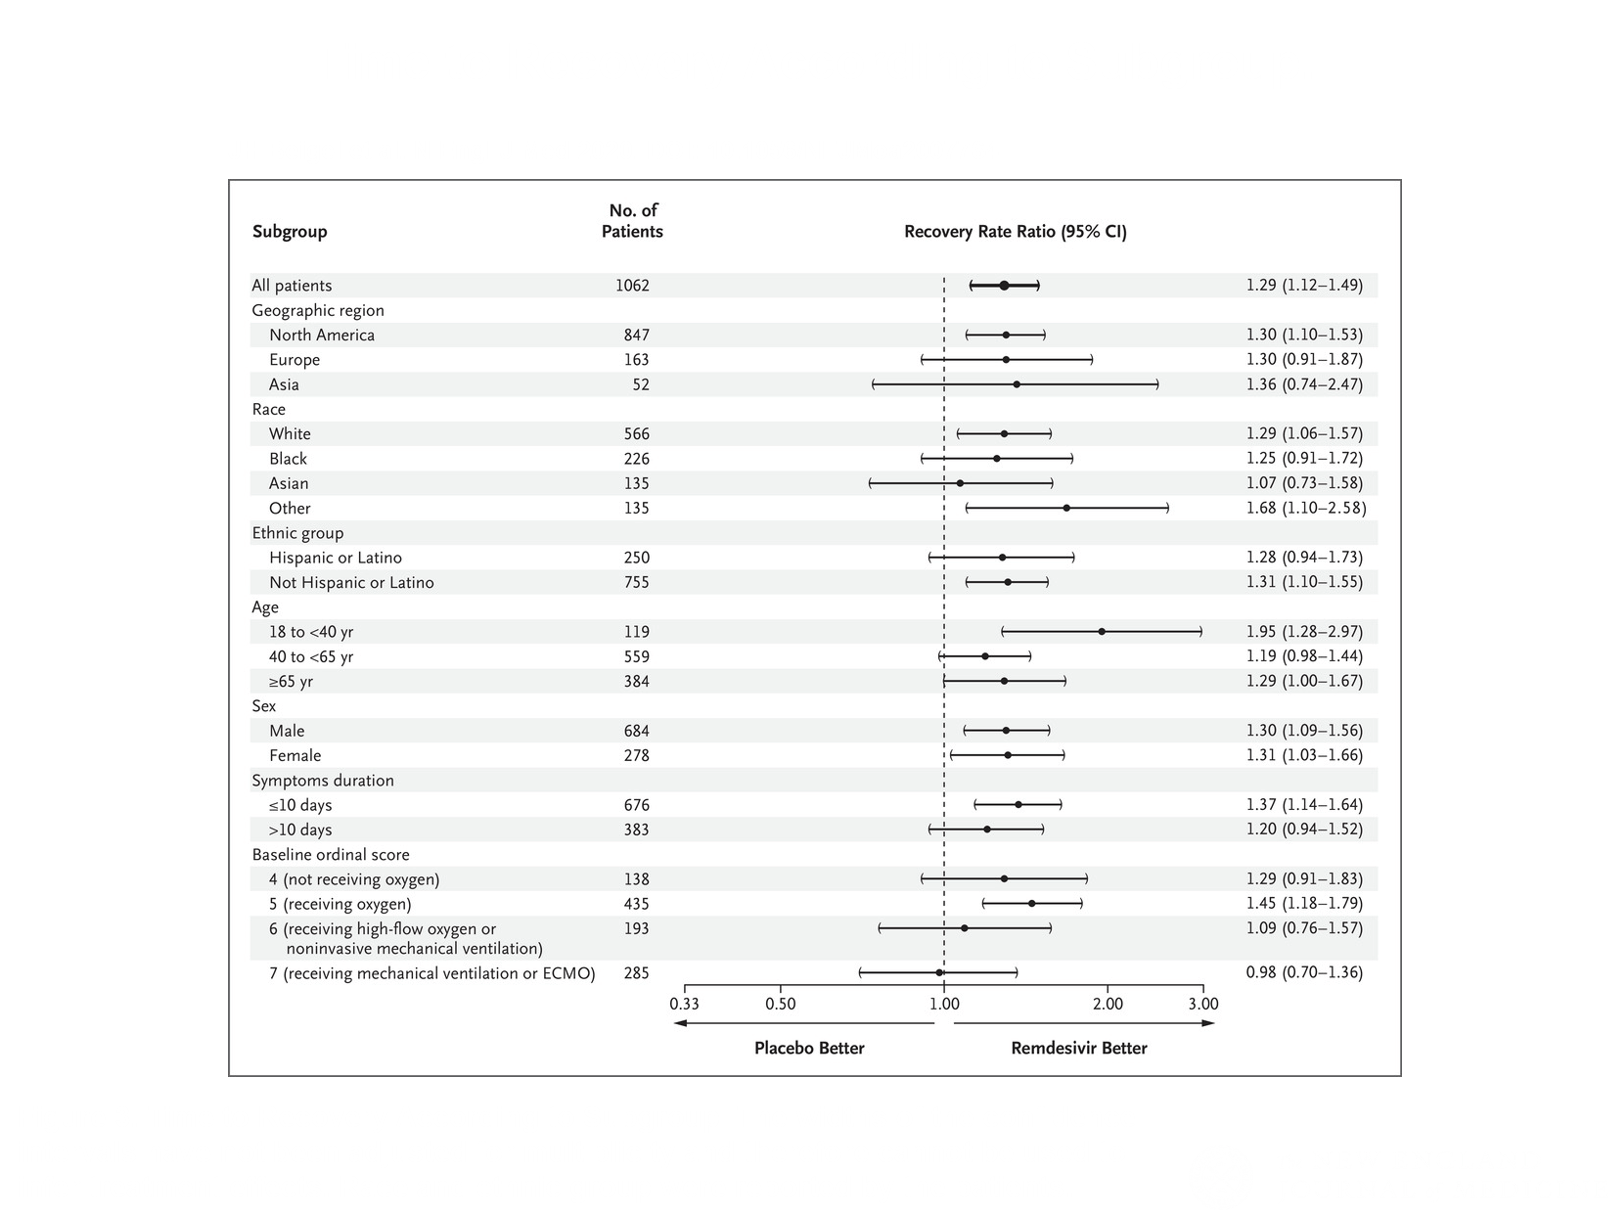 No. of
Subgroup Patients Recovery Rate Ratio (95% CI)
All patients 1062 1.29 (1.12–1.49)
Geographic region
North America 847 1.30 (1.10–1.53)
Europe 163 1.30 (0.91–1.87)
Asia 52 1.36 (0.74–2.47)
Race
White 566 1.29 (1.06–1.57)
Black 226 1.25 (0.91–1.72)
Asian 135 1.07 (0.73–1.58)
Other 135 1.68 (1.10–2.58)
Ethnic group
Hispanic or Latino 250 1.28 (0.94–1.73)
Not Hispanic or Latino 755 1.31 (1.10–1.55)
Age
18 to <40 yr 119 1.95 (1.28–2.97)
40 to <65 yr 559 1.19 (0.98–1.44)
≥65 yr 384 1.29 (1.00–1.67)
Sex
Male 684 1.30 (1.09–1.56)
Female 278 1.31 (1.03–1.66)
Symptoms duration
≤10 days 676 1.37 (1.14–1.64)
>10 days 383 1.20 (0.94–1.52)
Baseline ordinal score
4 (not receiving oxygen) 138 1.29 (0.91–1.83)
5 (receiving oxygen) 435 1.45 (1.18–1.79)
6 (receiving high-flow oxygen or 193 1.09 (0.76–1.57)
noninvasive mechanical ventilation)
7 (receiving mechanical ventilation or ECMO) 285 0.98 (0.70–1.36)
0.33 0.50 1.00 2.00 3.00
Placebo Better Remdesivir Better